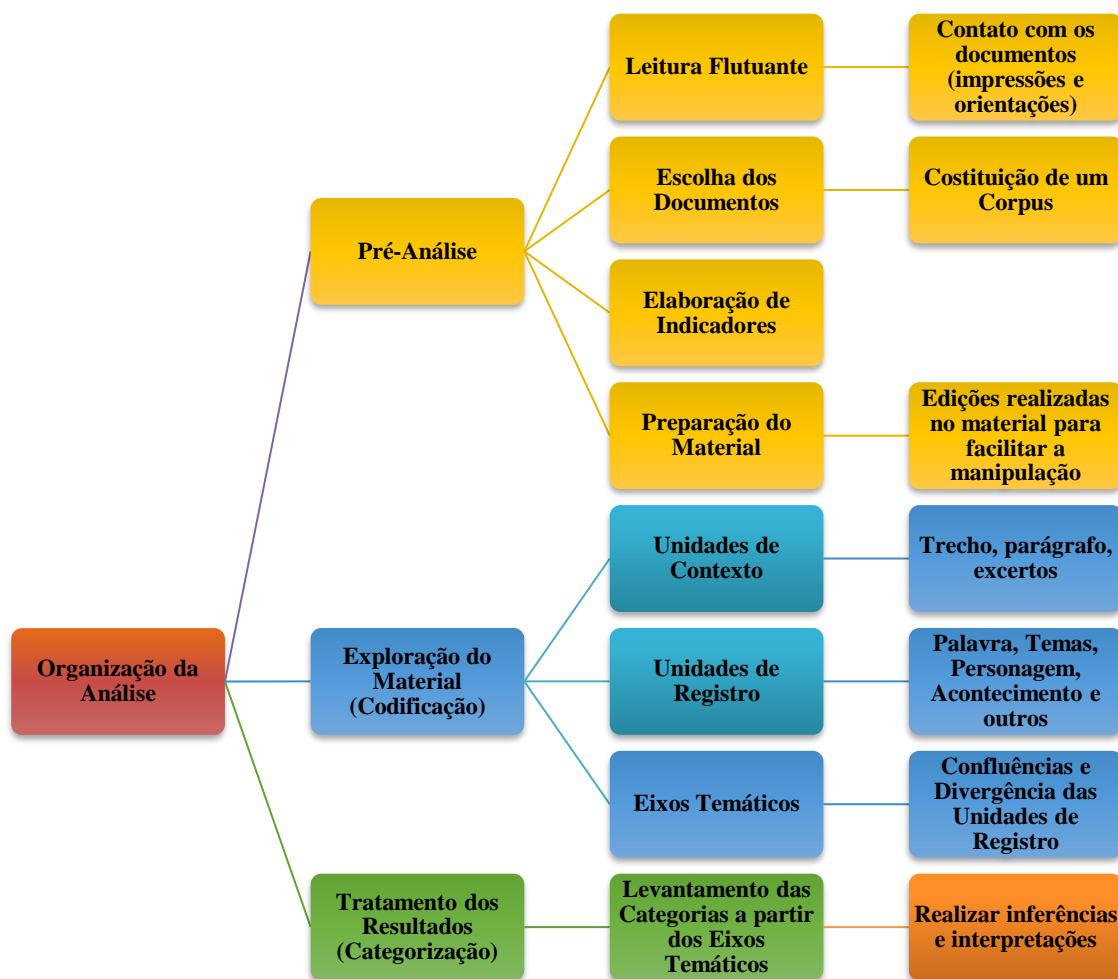 Leitura Flutuante
Contato com os
documentos
(impressões e
orientações)
Escolha dos
Documentos
Costituição de um
Corpus
Pré-Análise
Elaboração de
Indicadores
Preparação do
Material
Edições realizadas
no material para
facilitar a
manipulação
Unidades de
Contexto
Trecho, parágrafo,
excertos
Organização da
Análise
Exploração do
Material
(Codificação)
Unidades de
Registro
Palavra, Temas,
Personagem,
Acontecimento e
outros
Eixos Temáticos
Confluências e
Divergência das
Unidades de
Registro
Tratamento dos
Resultados
(Categorização)
Levantamento das
Categorias a partir
dos Eixos
Temáticos
Realizar inferências
e interpretações